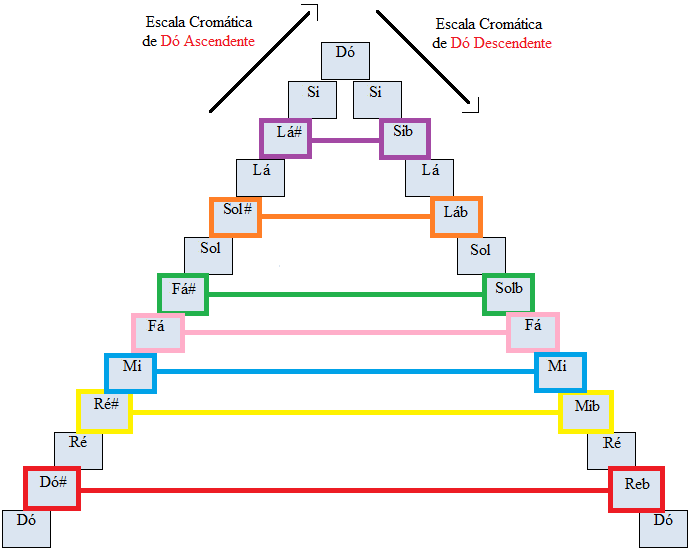 Escala Cromática
de Dó Ascendente
Escala Cromática
de Dó Descendente
Dó
Si Si
Lá# Sib
Lá Lá
Sol# Láb
Sol Sol
Fá# Solb
Fá Fá
Mi Mi
Ré# Mib
Ré Ré
Dó# Reb
Dó Dó